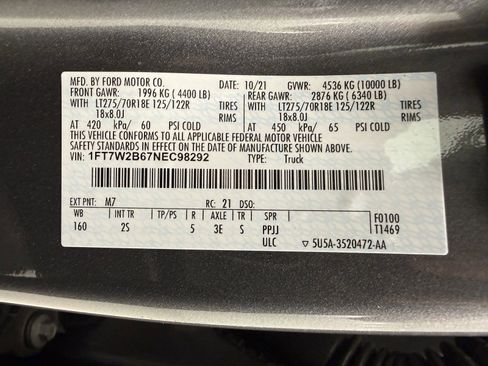 MFD. BY FORD MOTOR CO. 10/21 GVWR: 4536 KG (10000 LB)
FRONT GAWR: 1996 KG (4400 LB) REAR GAWR: 2876 KG (6340 LB)
WITH LT275/70R18E 125/122R TIRES WITH LT275/70R18E 125/122R TIRES
18x8.0J RIMS 18x8.0J RIMS
AT 420 kPa/ 60 PSI COLD AT 450 kPa/ 65 PSI COLD
THIS VEHICLE CONFORMS TO ALL APPLICABLE FEDERAL MOTOR VEHICLE
SAFETY STANDARDS IN EFFECT ON THE DATE OF MANUFACTURE SHOWN ABOVE.
VIN: 1FT7W2B67NEC98292 TYPE: Truck
EXT PNT: M7 RC: 21 DSO:
WB INT TR TP/PS R AXLE TR SPR F0100
160 2S 5 3E S PPJJ T1469
ULC 5U5A-3520472-AA